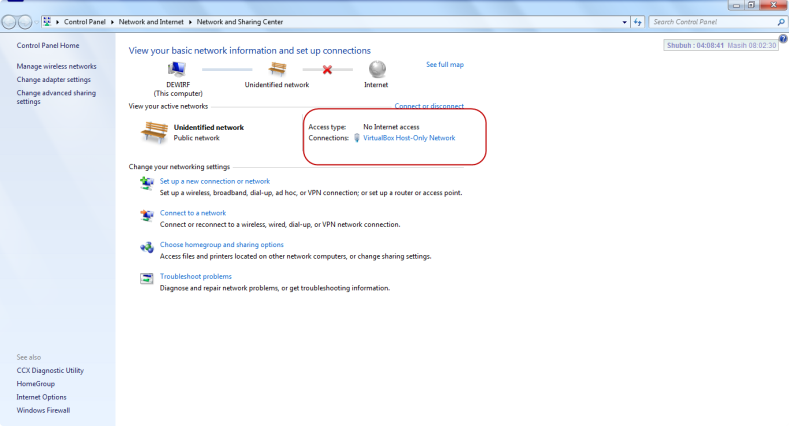 Control Panel ▸ Network and Internet ▸ Network and Sharing Center
Search Control Panel
Control Panel Home
Manage wireless networks
Change adapter settings
Change advanced sharing
settings
See also
CCX Diagnostic Utility
HomeGroup
Internet Options
Windows Firewall
Shubuh : 04:08:41 Masih 08:02:30
View your basic network information and set up connections
See full map
DEWIRF
(This computer)
Unidentified network
Internet
View your active networks
Connect or disconnect
Unidentified network
Public network
Access type: No Internet access
Connections: VirtualBox Host-Only Network
Change your networking settings
Set up a new connection or network
Set up a wireless, broadband, dial-up, ad hoc, or VPN connection; or set up a router or access point.
Connect to a network
Connect or reconnect to a wireless, wired, dial-up, or VPN network connection.
Choose homegroup and sharing options
Access files and printers located on other network computers, or change sharing settings.
Troubleshoot problems
Diagnose and repair network problems, or get troubleshooting information.